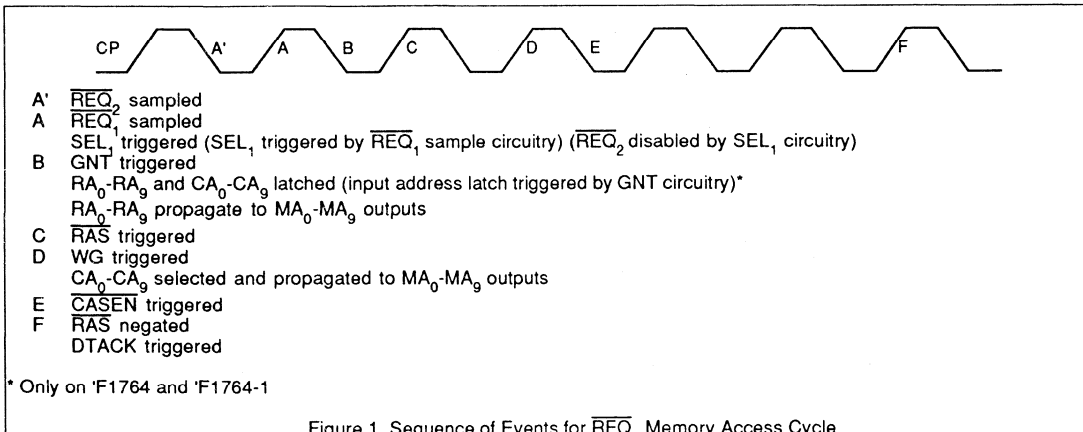 CP A' A B C D E F
A' REQ₂ sampled
A REQ₁ sampled
SEL₁ triggered (SEL₁ triggered by REQ₁ sample circuitry) (REQ₂ disabled by SEL₁ circuitry)
B GNT triggered
RA₀-RA₉ and CA₀-CA₉ latched (input address latch triggered by GNT circuitry)*
RA₀-RA₉ propagate to MA₀-MA₉ outputs
C RAS triggered
D WG triggered
CA₀-CA₉ selected and propagated to MA₀-MA₉ outputs
E CASEN triggered
F RAS negated
DTACK triggered
* Only on 'F1764 and 'F1764-1
Figure 1. Sequence of Events for REQ Memory Access Cycle